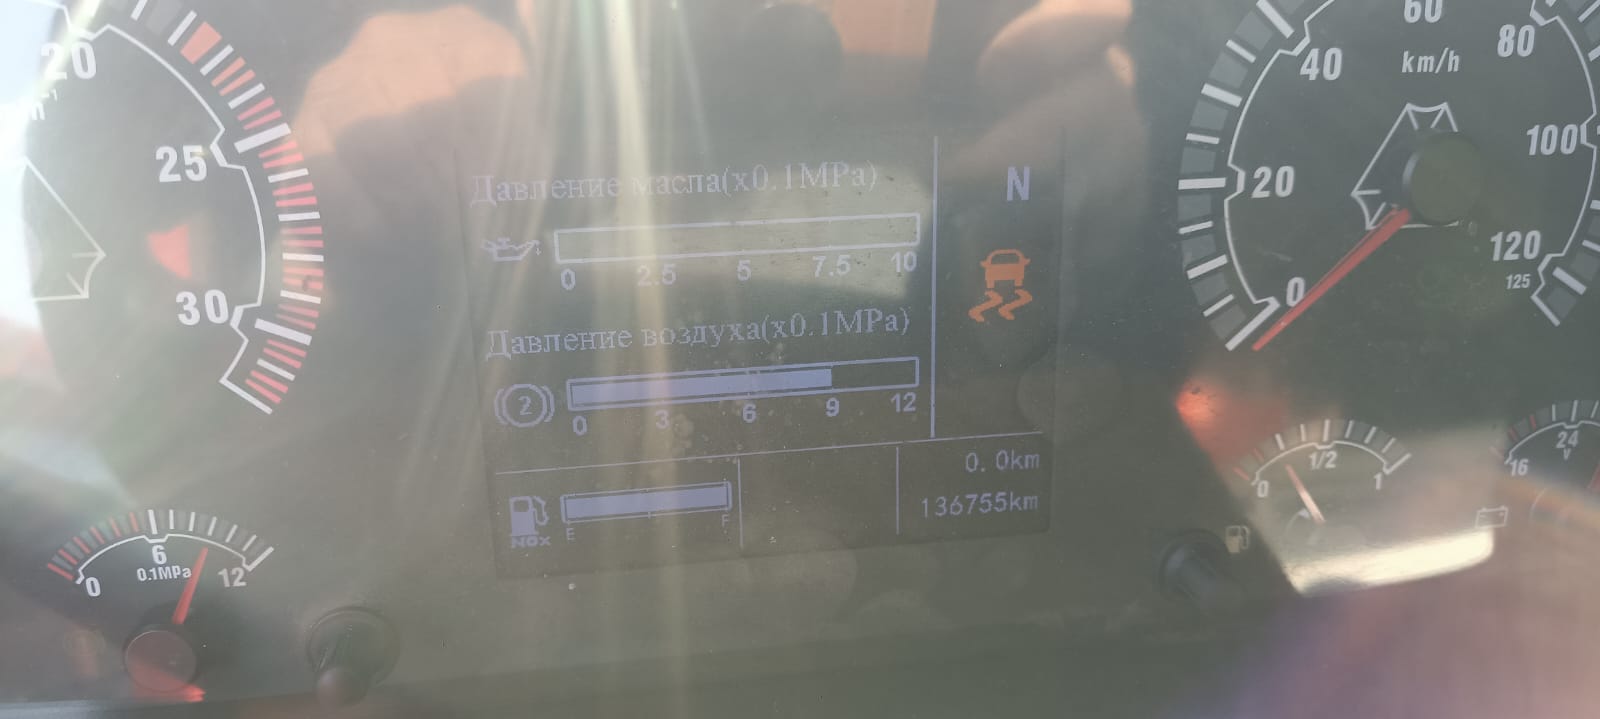 20
25
30
6
0.1MPa
0
12
Давление масла(x0.1MPa)
0 2.5 5 7.5 10
Давление воздуха(x0.1MPa)
2
0 3 6 9 12
NOx
E F
N
0.0km
136755km
0 20 40 60 80 100 120 125
km/h
0 1/2 1
16 24
V